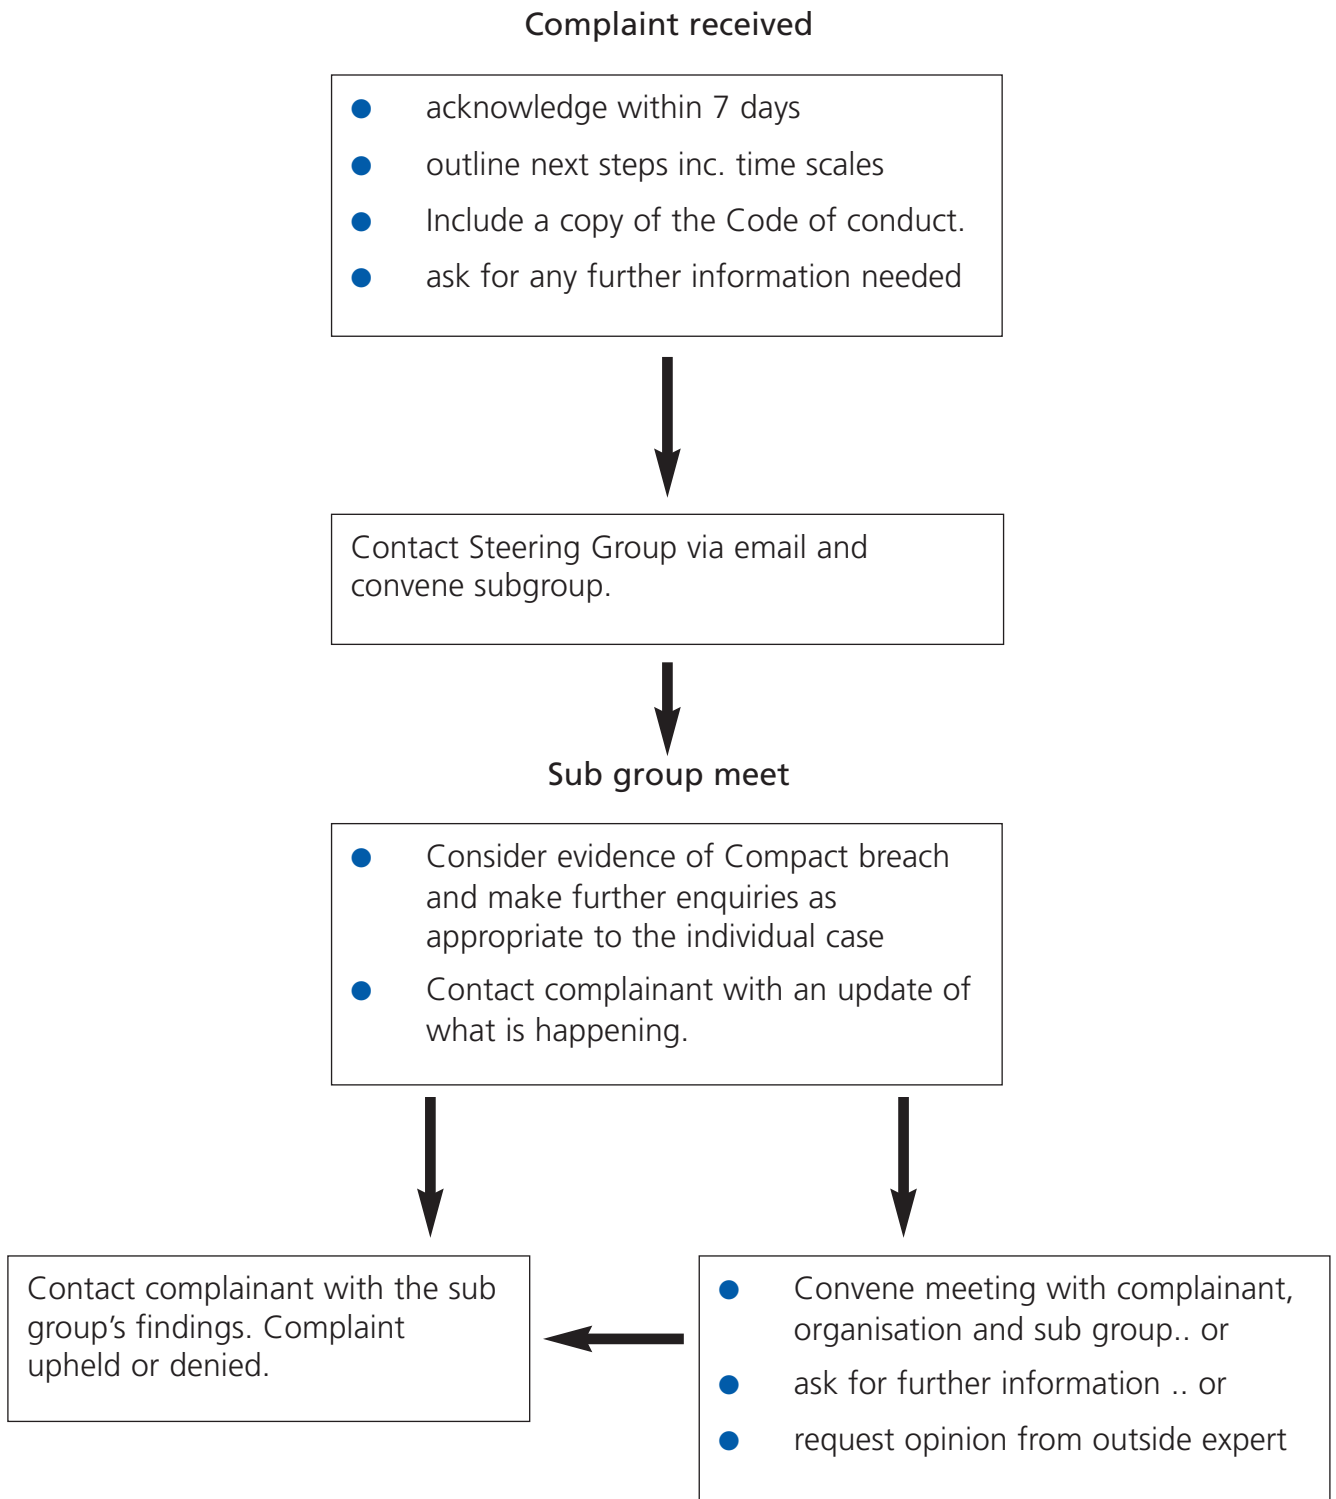 Complaint received
● acknowledge within 7 days
● outline next steps inc. time scales
● Include a copy of the Code of conduct.
● ask for any further information needed
Contact Steering Group via email and
convene subgroup.
Sub group meet
● Consider evidence of Compact breach
and make further enquiries as
appropriate to the individual case
● Contact complainant with an update of
what is happening.
Contact complainant with the sub
group’s findings. Complaint
upheld or denied.
● Convene meeting with complainant,
organisation and sub group.. or
● ask for further information .. or
● request opinion from outside expert